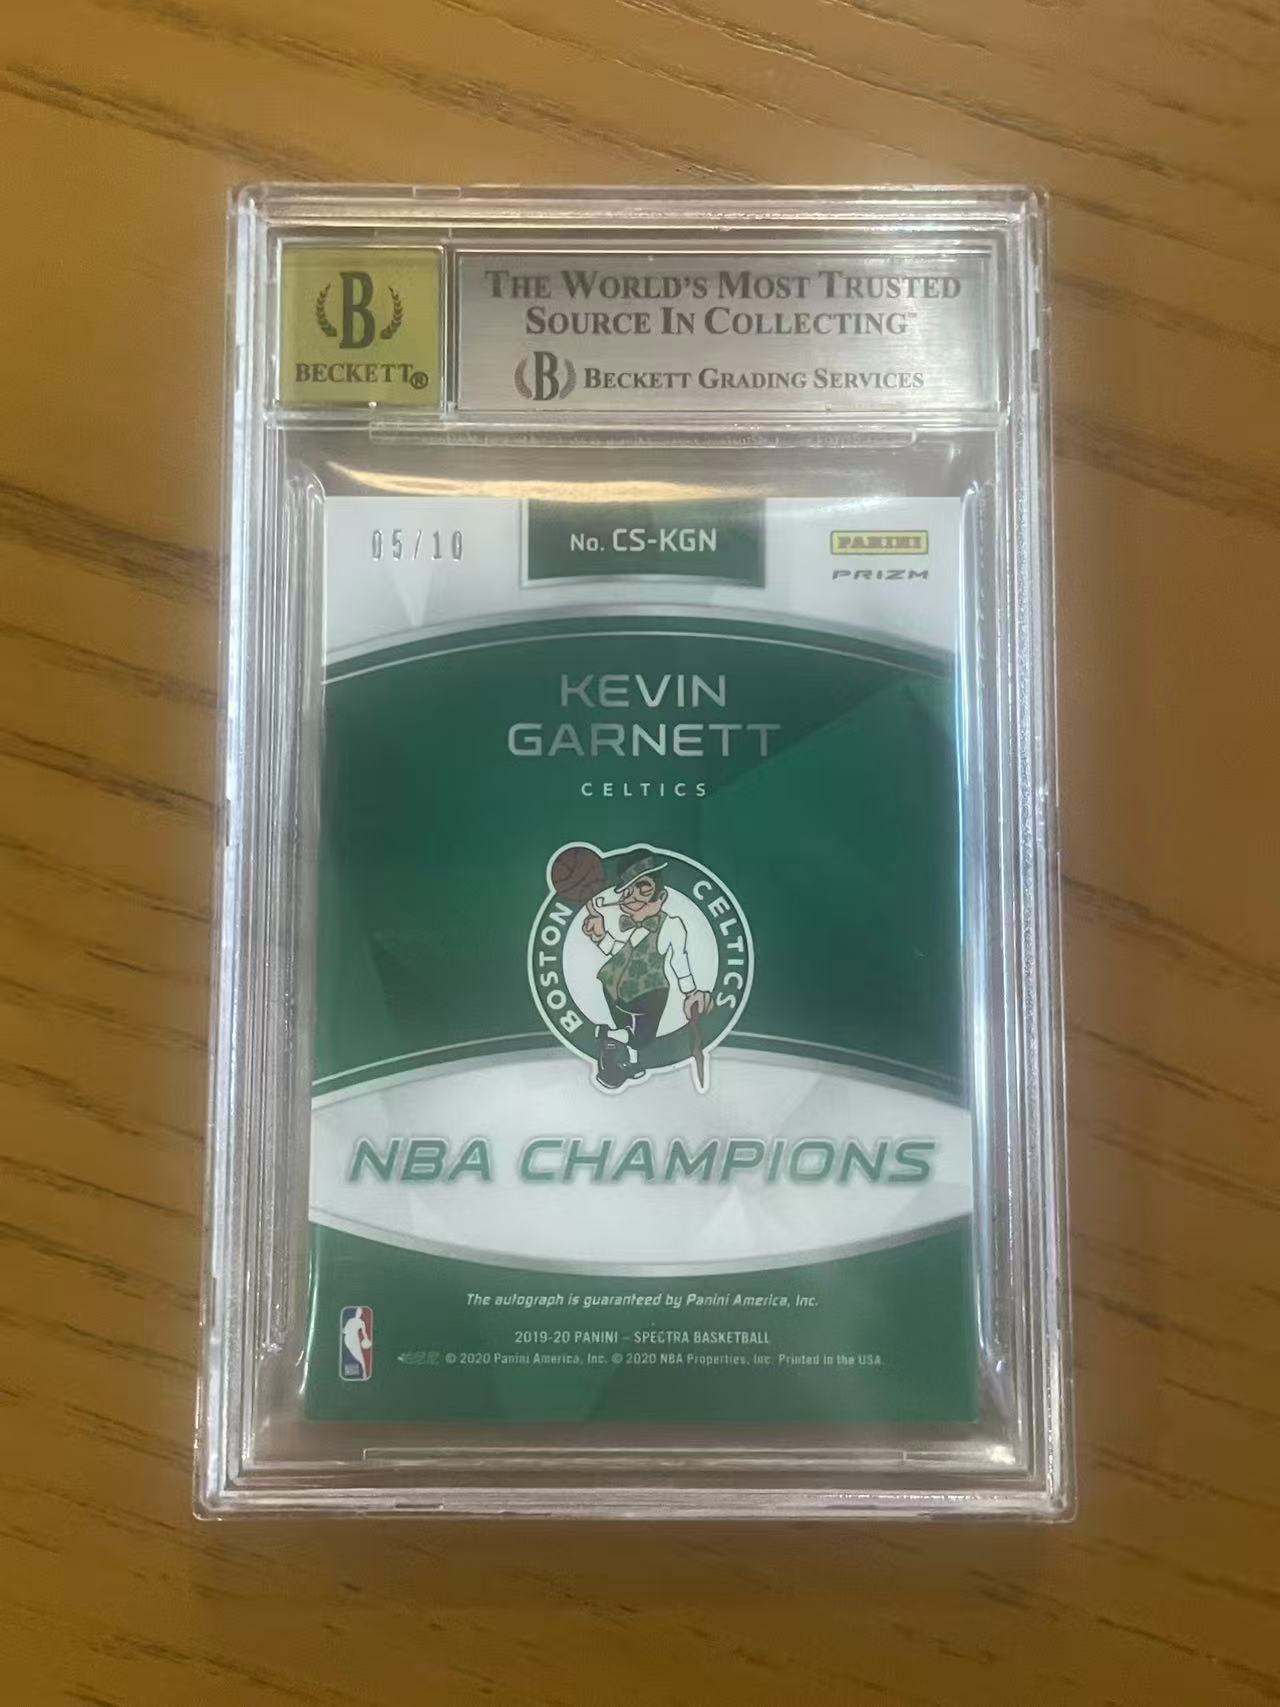 B
BECKETT®
THE WORLD'S MOST TRUSTED
SOURCE IN COLLECTING™
B BECKETT GRADING SERVICES
05/10
No. CS-KGN
PANINI
PRIZM
KEVIN
GARNETT
CELTICS
BOSTON CELTICS
NBA CHAMPIONS
The autograph is guaranteed by Panini America, Inc.
2019-20 PANINI – SPECTRA BASKETBALL
© 2020 Panini America, Inc. © 2020 NBA Properties, Inc. Printed in the USA